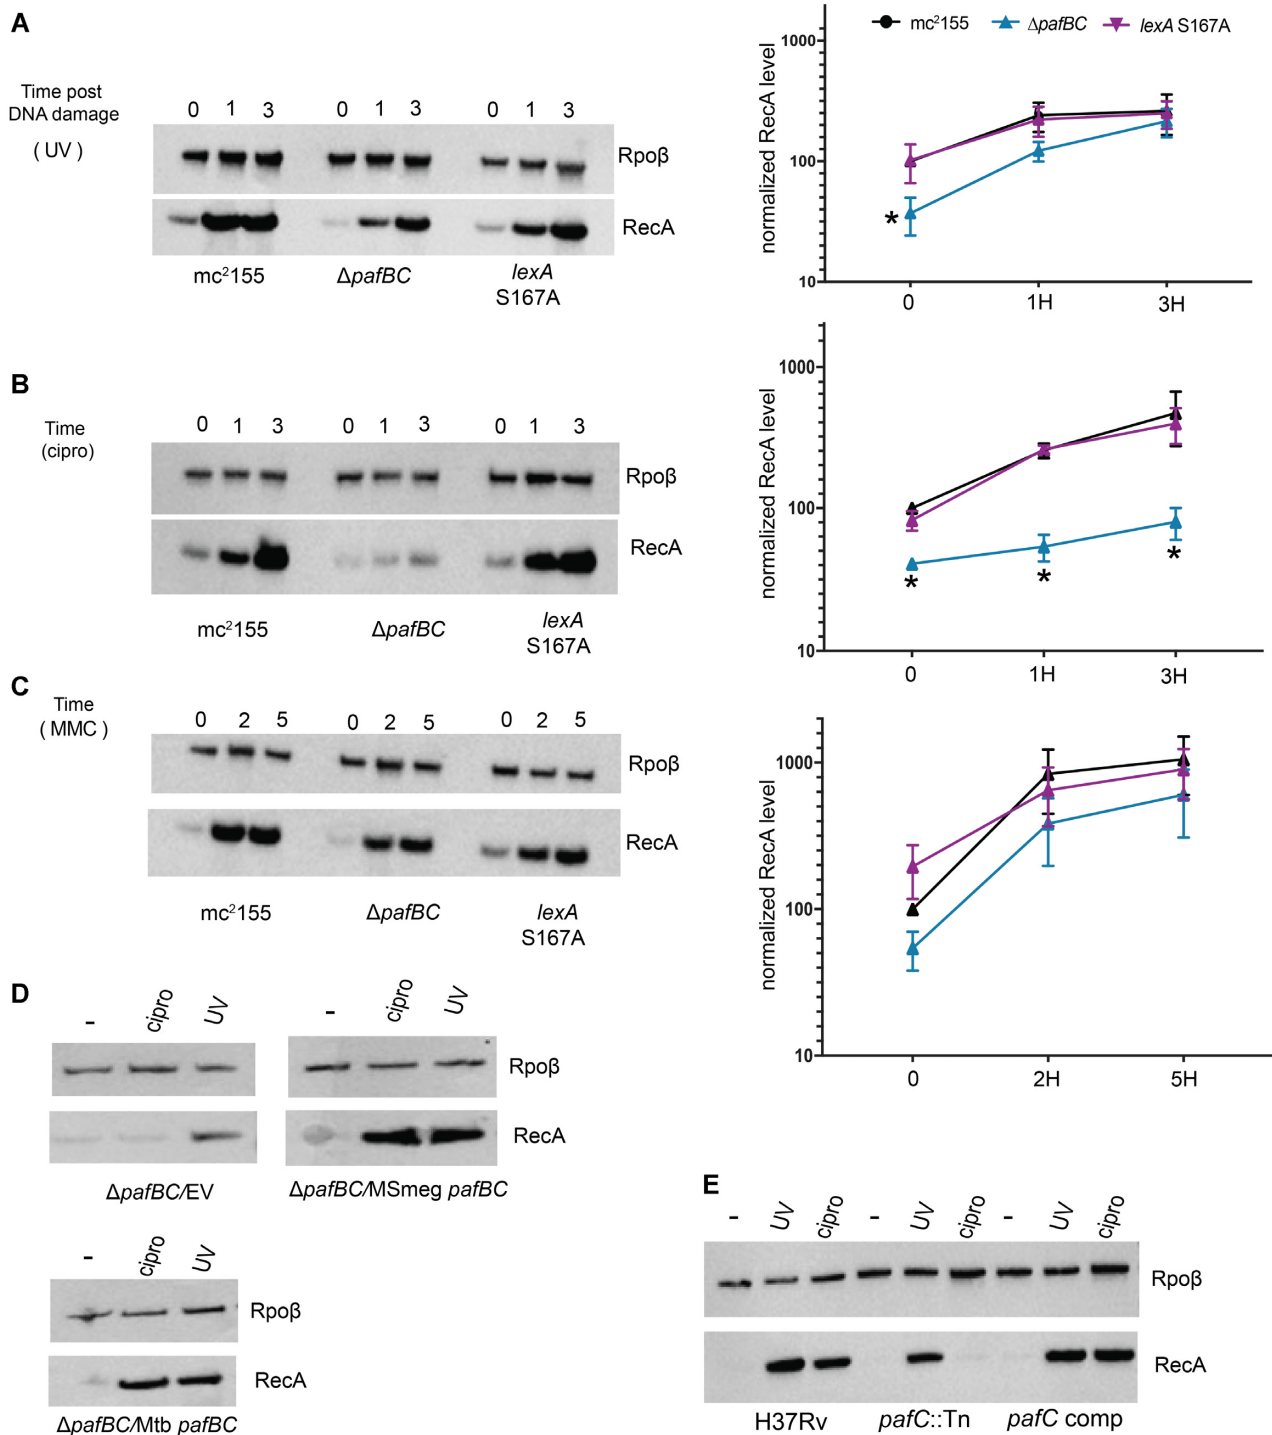 A
Time post
DNA damage
( UV )
0 1 3 0 1 3 0 1 3
Rpoβ
RecA
mc²155 ΔpafBC lexA
S167A
mc²155 ΔpafBC lexA S167A
normalized RecA level
1000
100
10
0 1H 3H
B
Time
(cipro)
0 1 3 0 1 3 0 1 3
Rpoβ
RecA
mc²155 ΔpafBC lexA
S167A
normalized RecA level
1000
100
10
* * *
0 1H 3H
C
Time
( MMC )
0 2 5 0 2 5 0 2 5
Rpoβ
RecA
mc²155 ΔpafBC lexA
S167A
normalized RecA level
1000
100
10
0 2H 5H
D
- cipro UV
Rpoβ
RecA
ΔpafBC/EV
- cipro UV
Rpoβ
RecA
ΔpafBC/MSmeg pafBC
- cipro UV
Rpoβ
RecA
ΔpafBC/Mtb pafBC
E
- UV cipro - UV cipro - UV cipro
Rpoβ
RecA
H37Rv pafC::Tn pafC comp